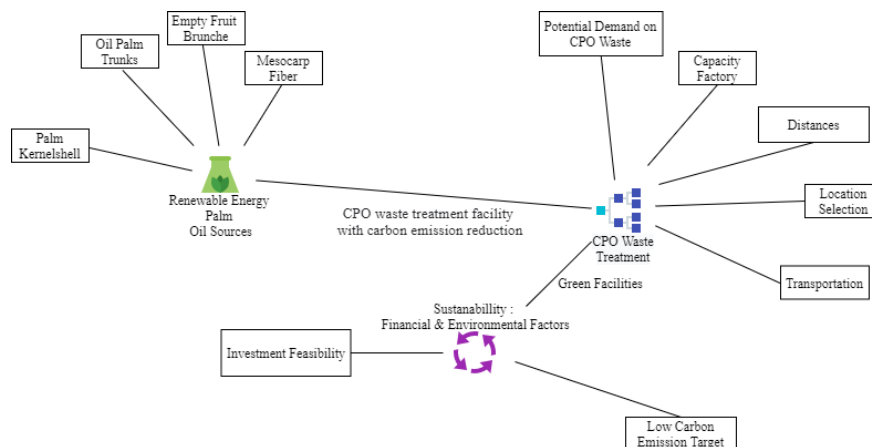 Empty Fruit
Brunche
Oil Palm
Trunks
Mesocarp
Fiber
Palm
Kernelshell
Renewable Energy
Palm
Oil Sources
Potential Demand on
CPO Waste
Capacity
Factory
Distances
Location
Selection
Transportation
CPO waste treatment facility
with carbon emission reduction
CPO Waste
Treatment
Green Facilities
Sustanabillity :
Financial & Environmental Factors
Investment Feasibility
Low Carbon
Emission Target